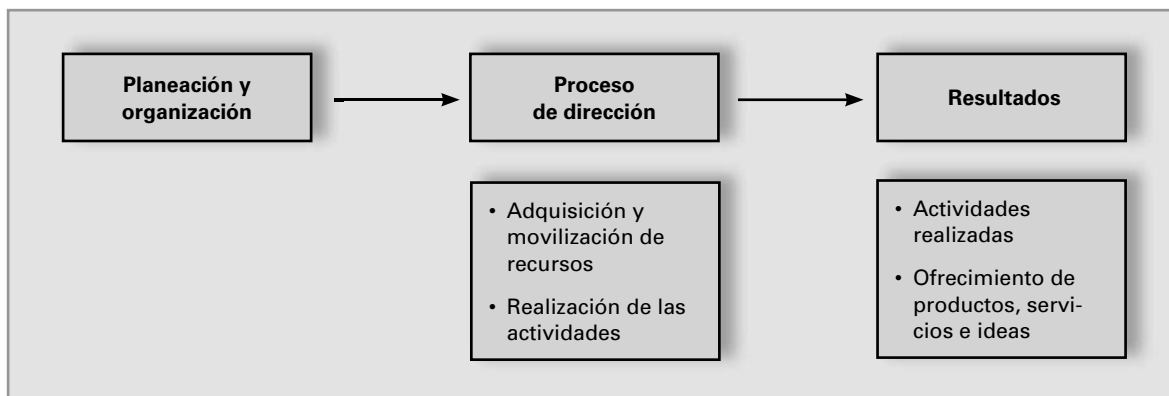 Planeación y
organización
Proceso
de dirección
Resultados
• Adquisición y
movilización de
recursos
• Realización de las
actividades
• Actividades
realizadas
• Ofrecimiento de
productos, servi-
cios e ideas